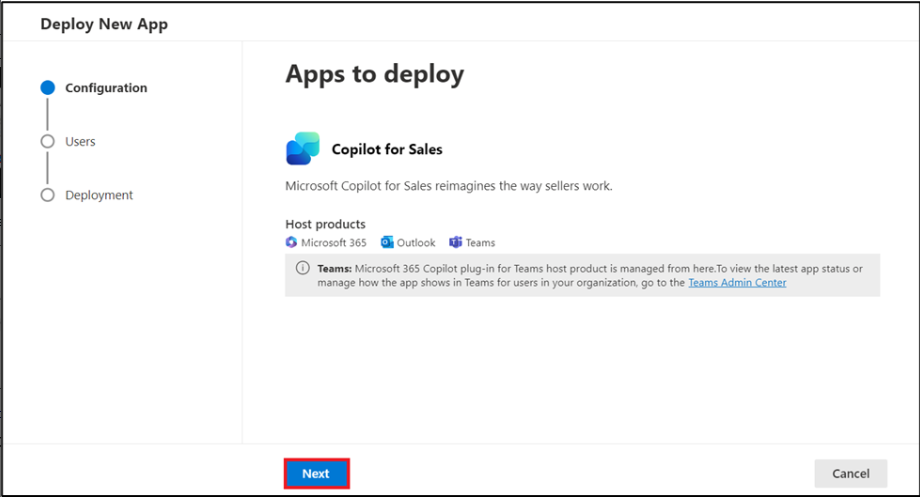 Deploy New App
Configuration
Users
Deployment
Apps to deploy
Copilot for Sales
Microsoft Copilot for Sales reimagines the way sellers work.
Host products
Microsoft 365 Outlook Teams
Teams: Microsoft 365 Copilot plug-in for Teams host product is managed from here.To view the latest app status or
manage how the app shows in Teams for users in your organization, go to the Teams Admin Center
Next
Cancel